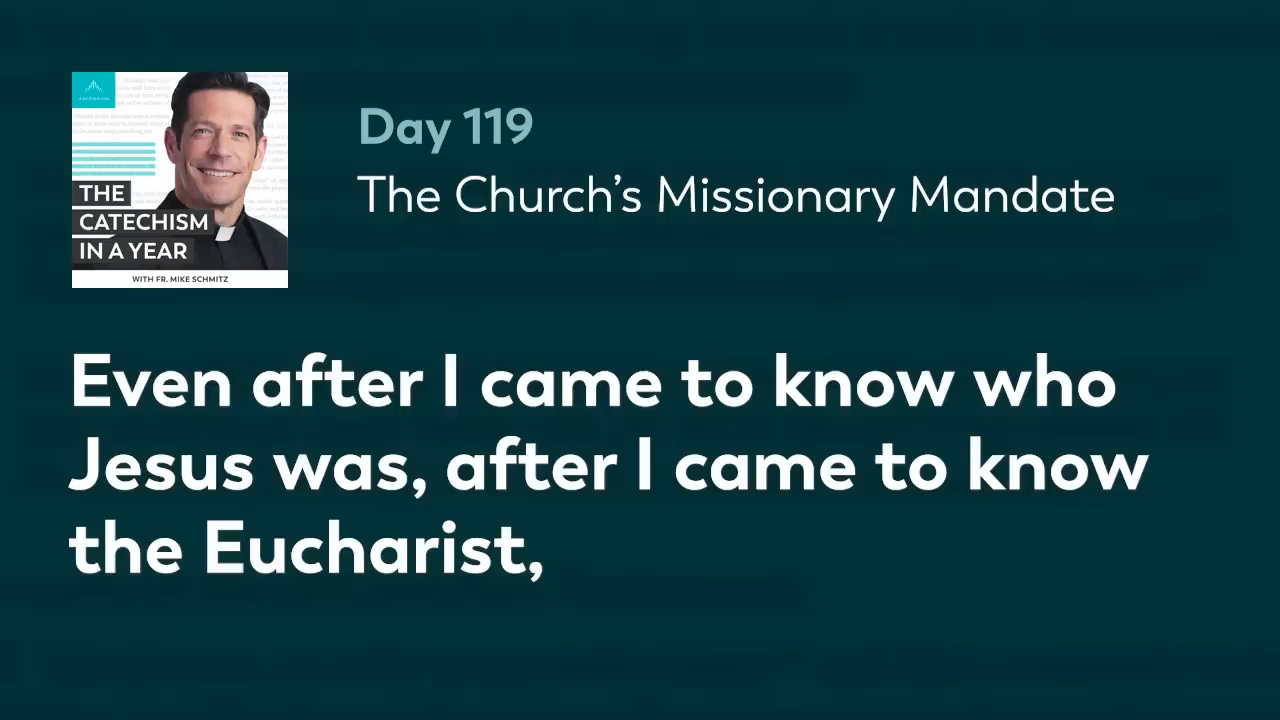 ASCENSION
THE
CATECHISM
IN A YEAR
WITH FR. MIKE SCHMITZ
Day 119
The Church’s Missionary Mandate
Even after I came to know who
Jesus was, after I came to know
the Eucharist,